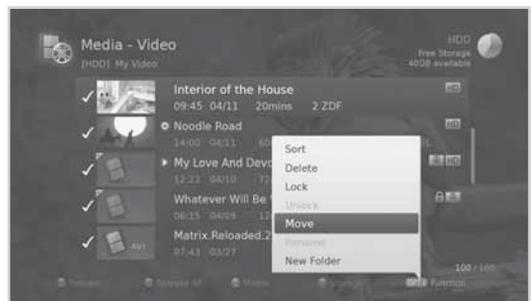 Media - Video
[HDD] My Video
HDD
Free Storage
40GB available
Interior of the House
HD
09:45 04/11 20mins 2 ZDF
Noodle Road
HD
14:00 04/11
My Love And Devo
HD
12:23 04/10
Whatever Will Be
06:15 04/09
Matrix.Reloaded.2
AVI
07:43 03/27
Sort
Delete
Lock
Unlock
Move
Rename
New Folder
100 / 100
Function